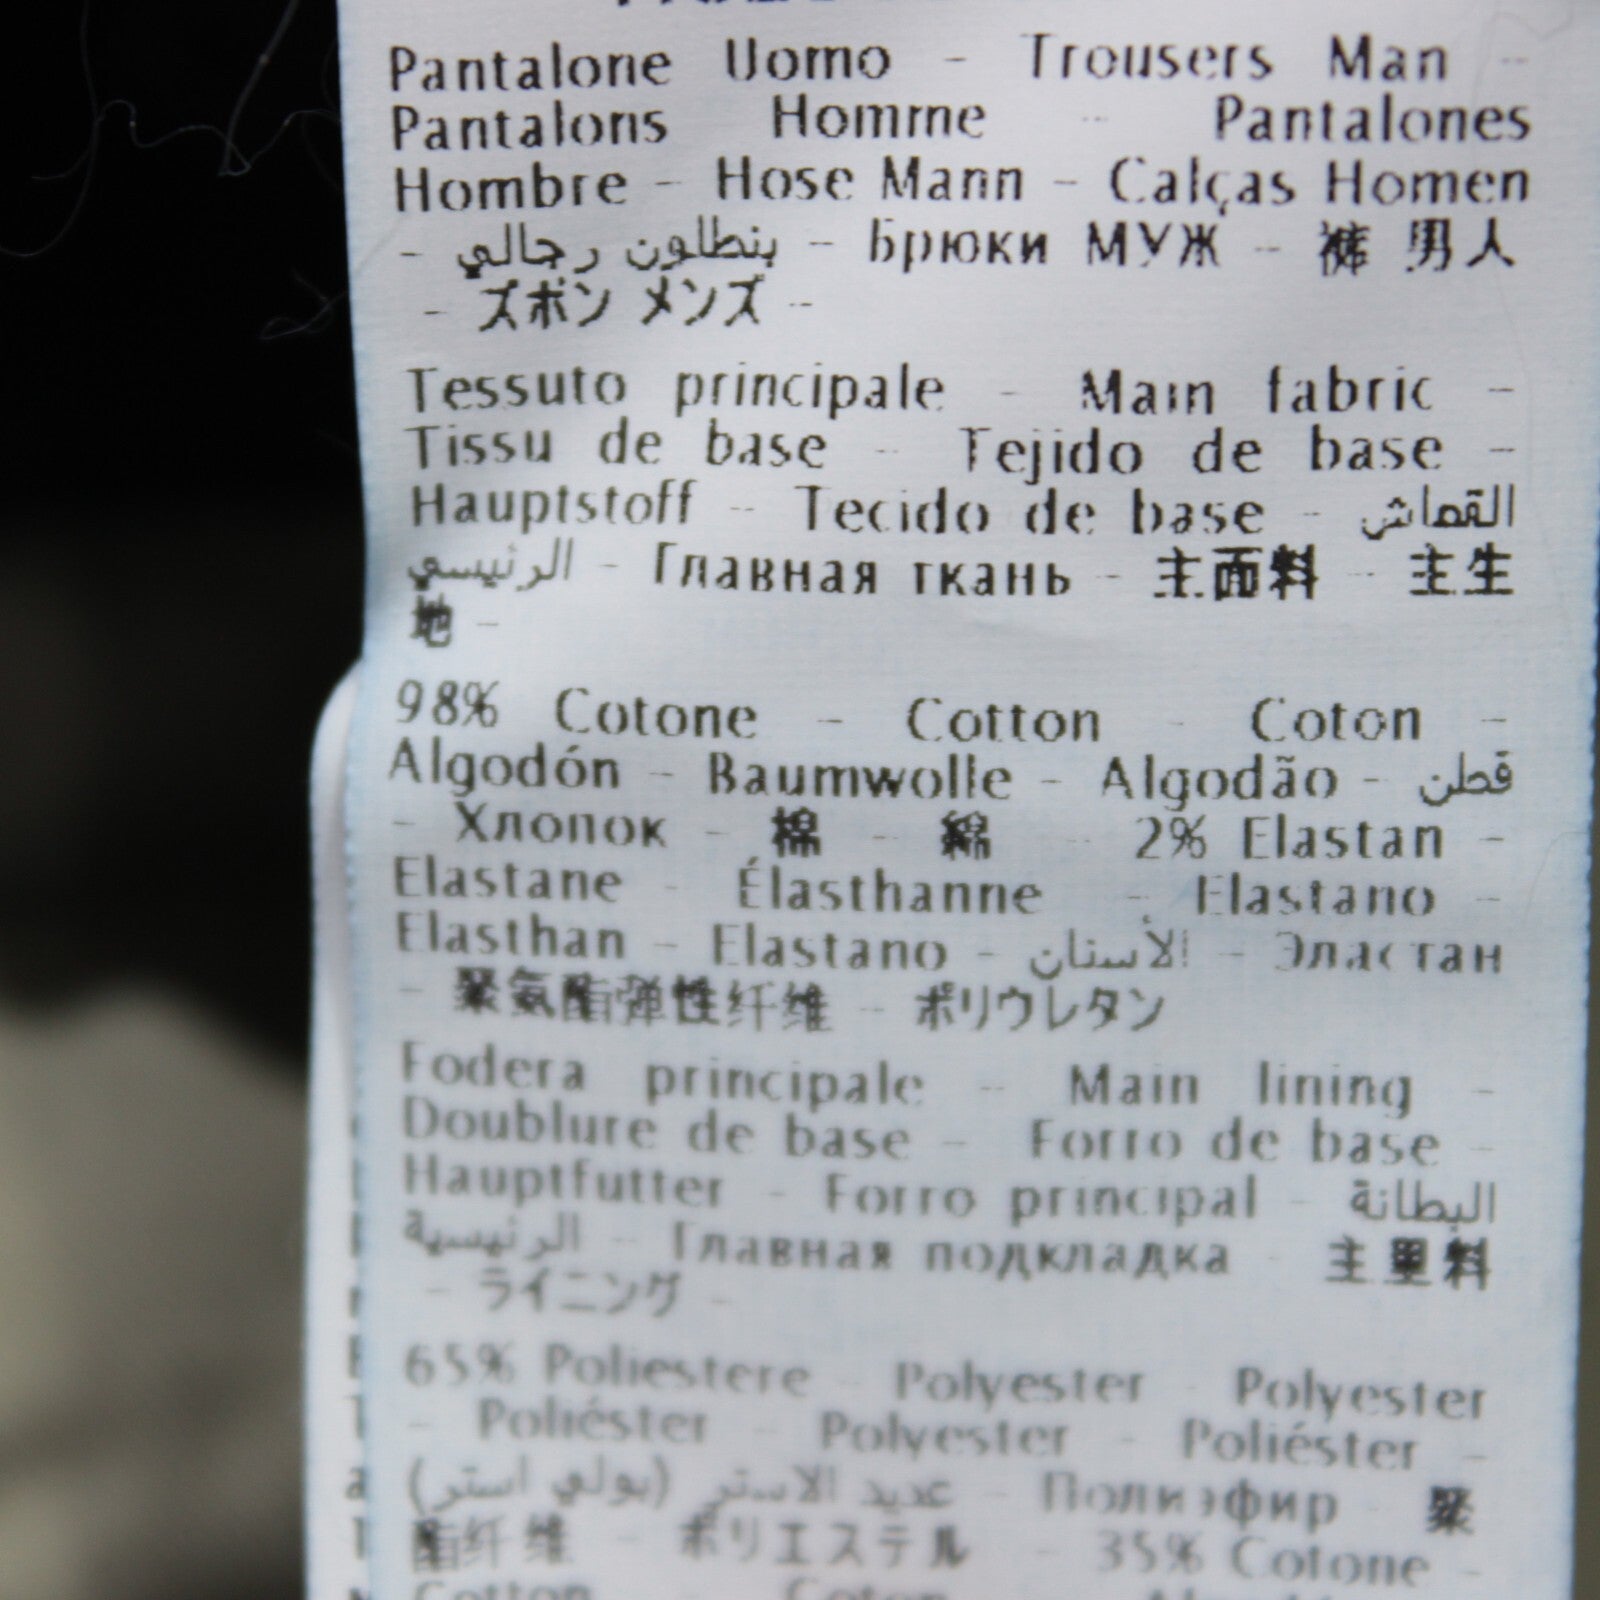 Pantalone Uomo - Trousers Man -
Pantalons Homme - Pantalones
Hombre - Hose Mann - Calças Homen
- بنطلون رجالي - Брюки МУЖ - 裤 男人
- ズボン メンズ -
Tessuto principale - Main fabric -
Tissu de base - Tejido de base -
Hauptstoff - Tecido de base - القماش
الرئيسي - Главная ткань - 主面料 - 主生
地 -
98% Cotone - Cotton - Coton -
Algodón - Baumwolle - Algodão - قطن
- Хлопок - 棉 - 綿 - 2% Elastan -
Elastane - Élasthanne - Elastano -
Elasthan - Elastano - الأستان - Эластан
- 聚氨酯弹性纤维 - ポリウレタン
Fodera principale - Main lining -
Doublure de base - Forro de base -
Hauptfutter - Forro principal - البطانة
الرئيسية - Главная подкладка - 主里料
- ライニング -
65% Poliestere - Polyester - Polyester
- Poliéster - Polyester - Poliéster -
عديد الاستر (بولي استر) - Полиэфир - 聚
酯纤维 - ポリエステル - 35% Cotone -
Cotton - Coton